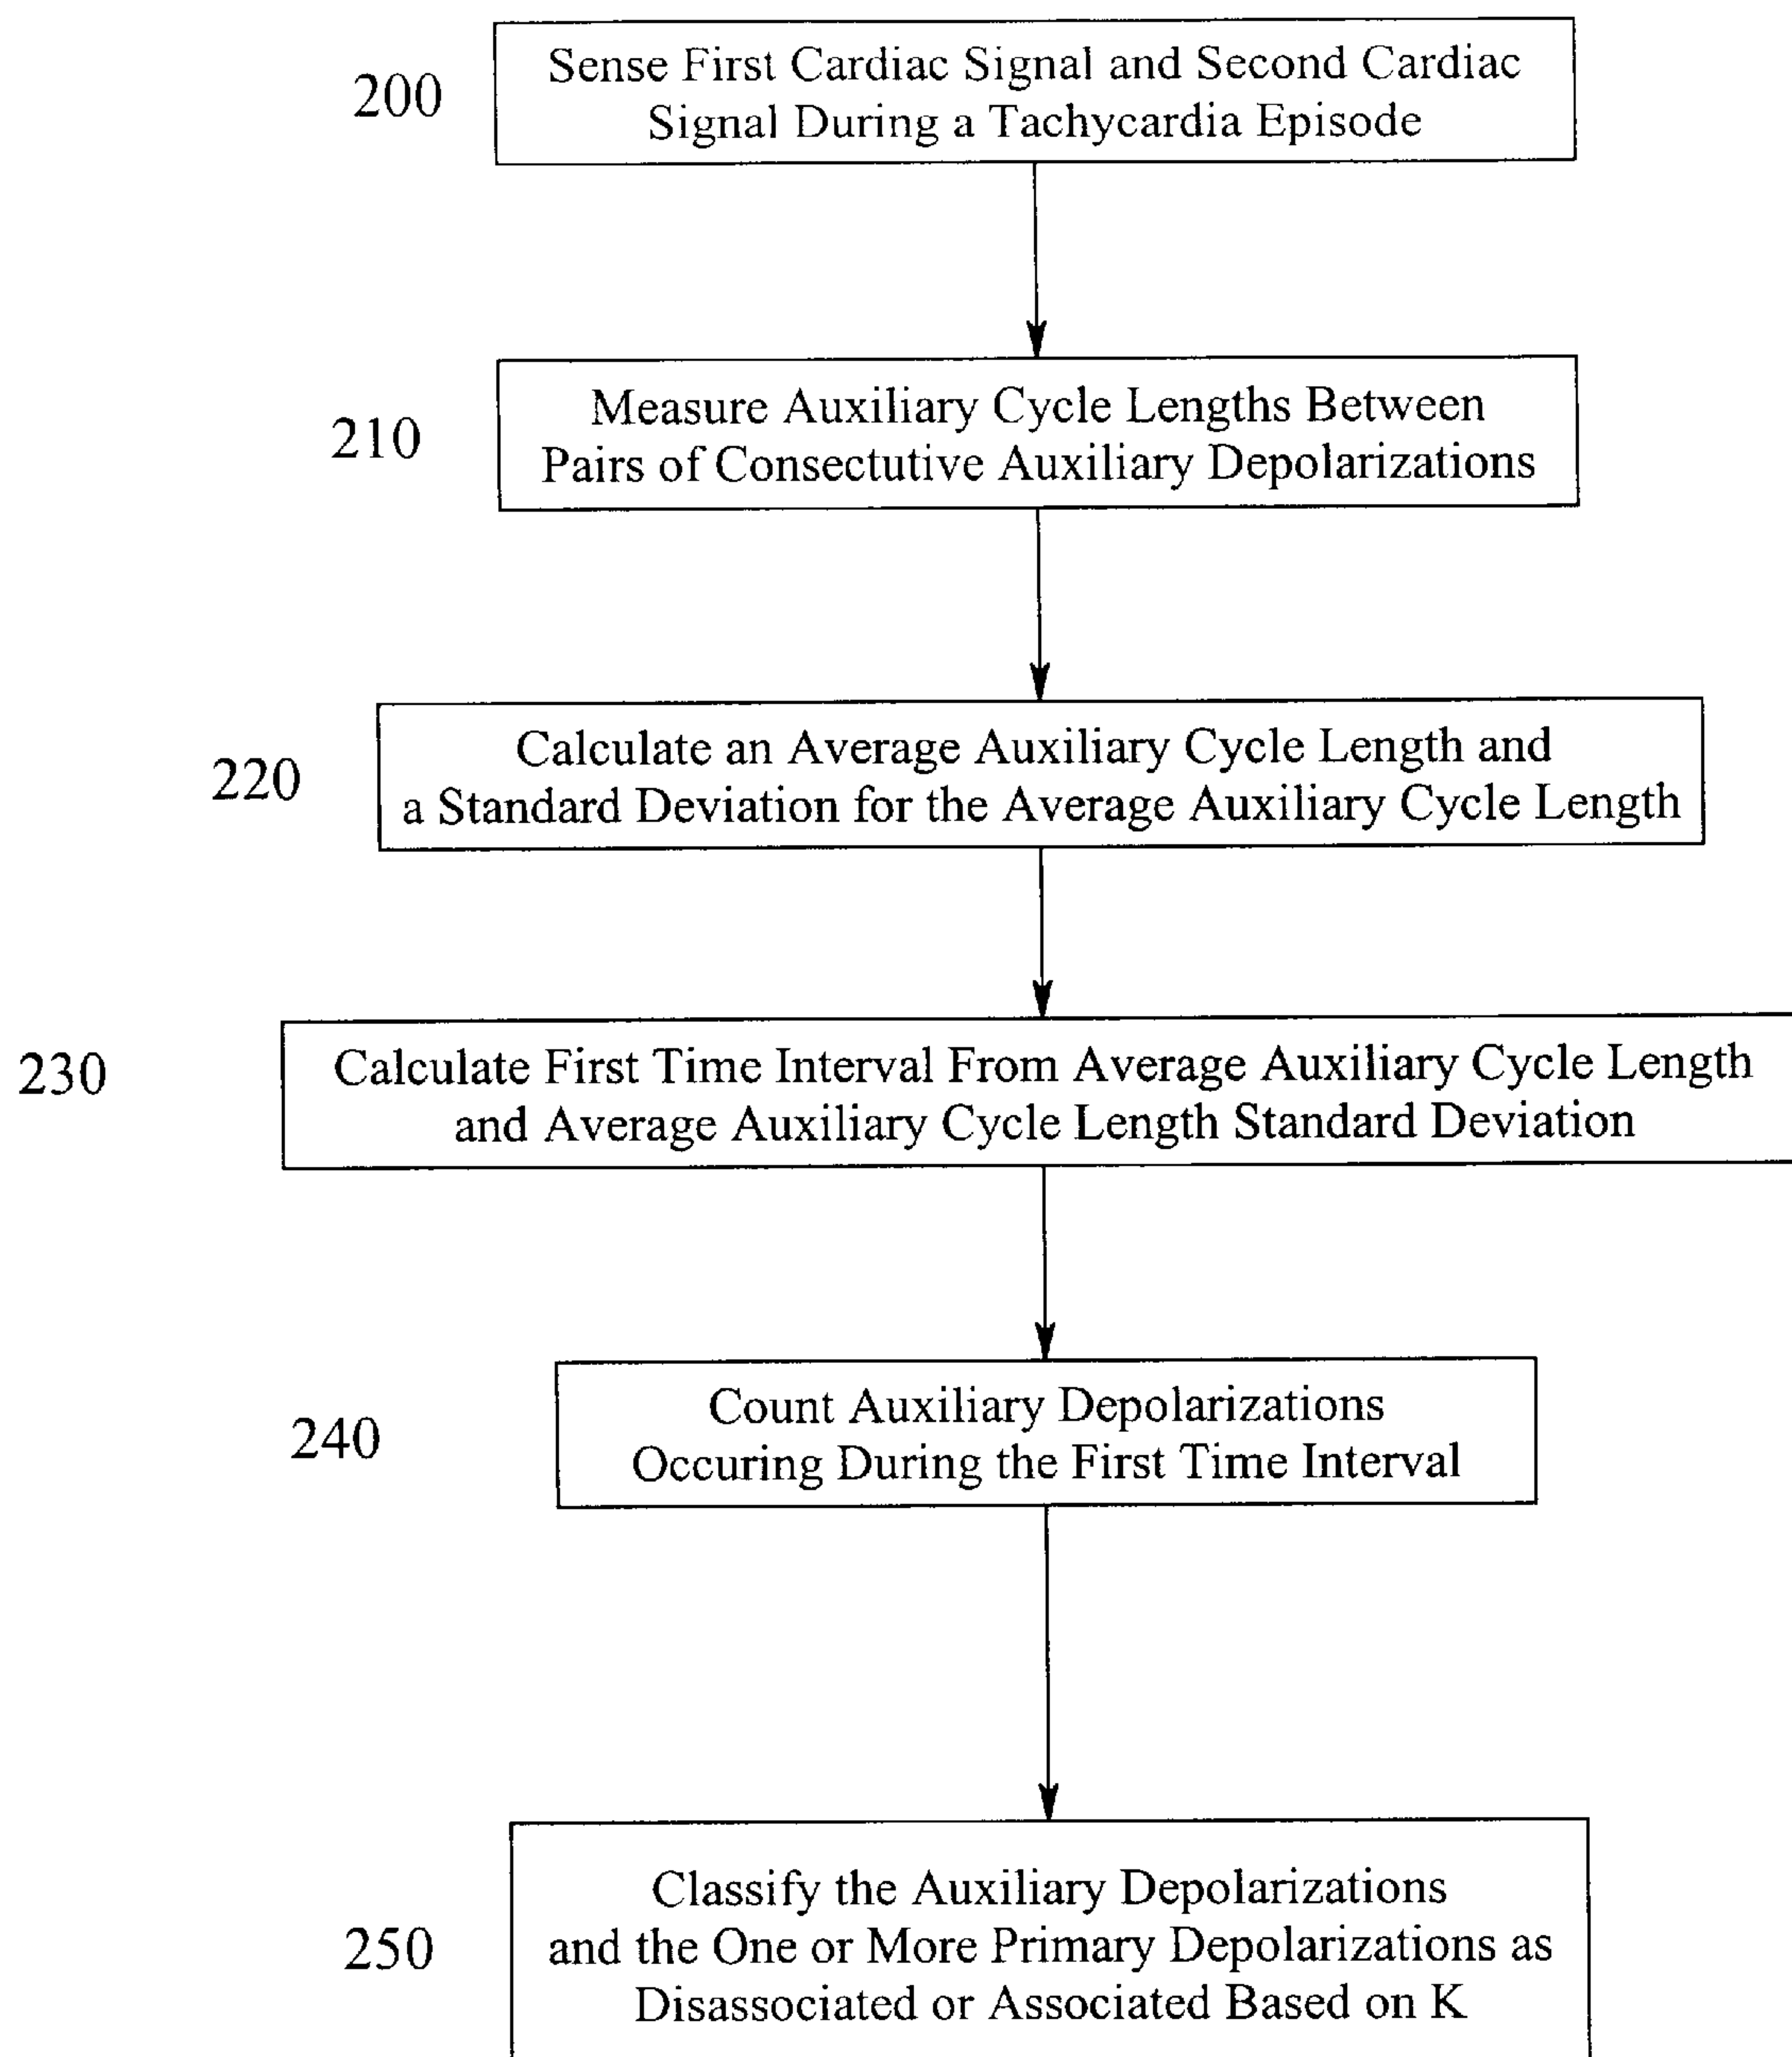 200
Sense First Cardiac Signal and Second Cardiac
Signal During a Tachycardia Episode
210
Measure Auxiliary Cycle Lengths Between
Pairs of Consectutive Auxiliary Depolarizations
220
Calculate an Average Auxiliary Cycle Length and
a Standard Deviation for the Average Auxiliary Cycle Length
230
Calculate First Time Interval From Average Auxiliary Cycle Length
and Average Auxiliary Cycle Length Standard Deviation
240
Count Auxiliary Depolarizations
Occuring During the First Time Interval
250
Classify the Auxiliary Depolarizations
and the One or More Primary Depolarizations as
Disassociated or Associated Based on K